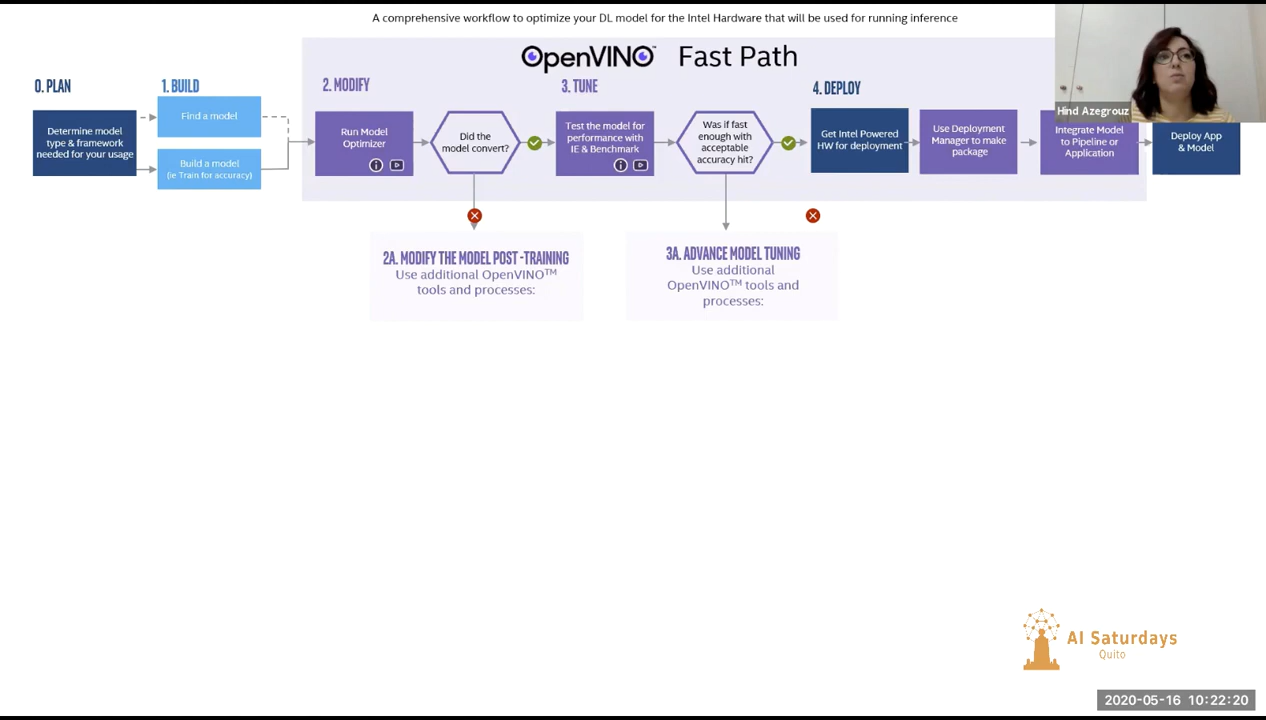 A comprehensive workflow to optimize your DL model for the Intel Hardware that will be used for running inference
OpenVINO™ Fast Path
0. PLAN
Determine model
type & framework
needed for your usage
1. BUILD
Find a model
Build a model
(ie Train for accuracy)
2. MODIFY
Run Model
Optimizer
Did the
model convert?
3. TUNE
Test the model for
performance with
IE & Benchmark
Was if fast
enough with
acceptable
accuracy hit?
4. DEPLOY
Get Intel Powered
HW for deployment
Use Deployment
Manager to make
package
Integrate Model
to Pipeline or
Application
Deploy App
& Model
Hind Azegrouz
2A. MODIFY THE MODEL POST -TRAINING
Use additional OpenVINO™
tools and processes:
3A. ADVANCE MODEL TUNING
Use additional
OpenVINO™ tools and
processes:
AI Saturdays
Quito
2020-05-16 10:22:20